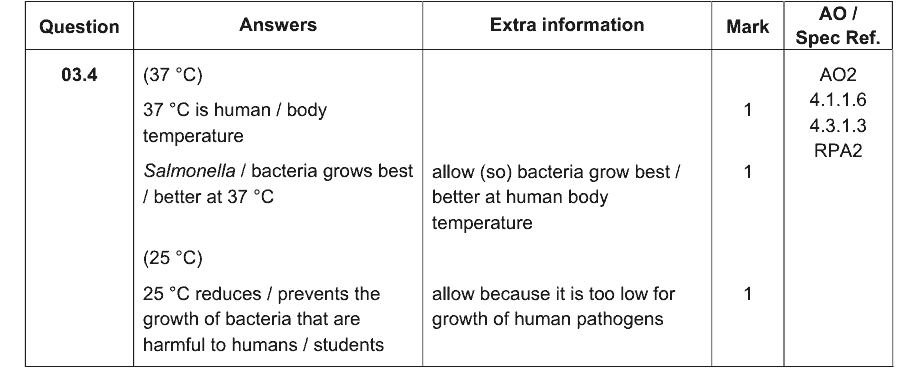 Question Answers Extra information Mark AO /
Spec Ref.
03.4 (37 °C) AO2
37 °C is human / body 1 4.1.1.6
temperature 4.3.1.3
RPA2
Salmonella / bacteria grows best allow (so) bacteria grow best / 1
/ better at 37 °C better at human body
temperature
(25 °C)
25 °C reduces / prevents the allow because it is too low for 1
growth of bacteria that are growth of human pathogens
harmful to humans / students